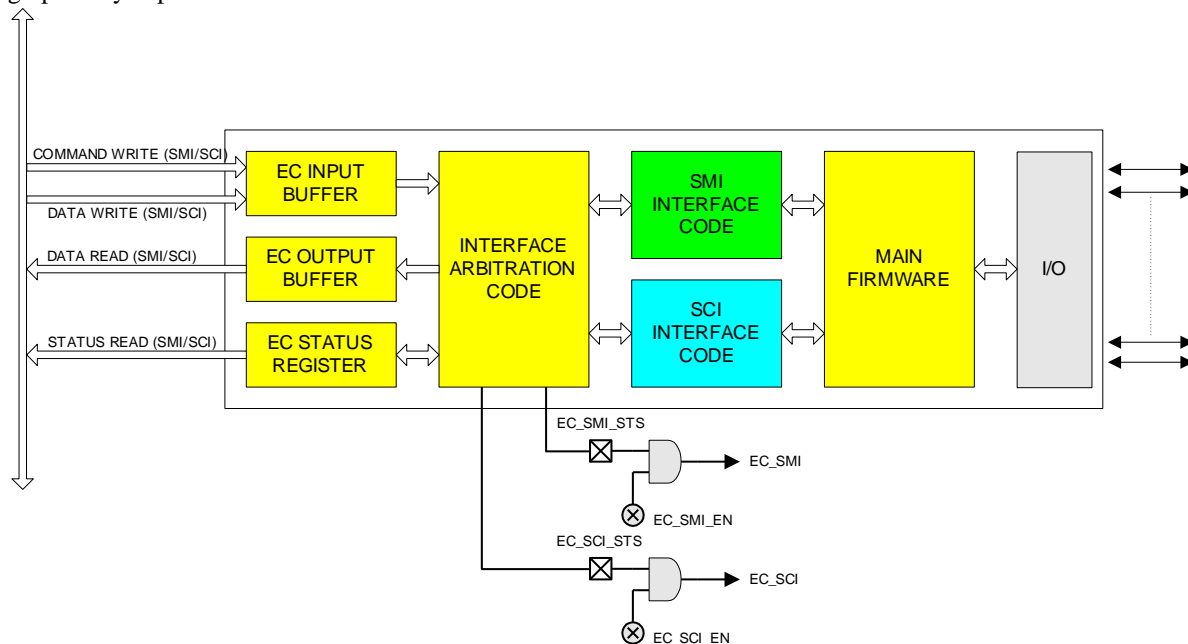 COMMAND WRITE (SMI/SCI)
DATA WRITE (SMI/SCI)
DATA READ (SMI/SCI)
STATUS READ (SMI/SCI)
EC INPUT
BUFFER
EC OUTPUT
BUFFER
EC STATUS
REGISTER
INTERFACE
ARBITRATION
CODE
SMI
INTERFACE
CODE
SCI
INTERFACE
CODE
MAIN
FIRMWARE
I/O
EC_SMI_STS
EC_SMI
EC_SMI_EN
EC_SCI_STS
EC_SCI
EC_SCI_EN